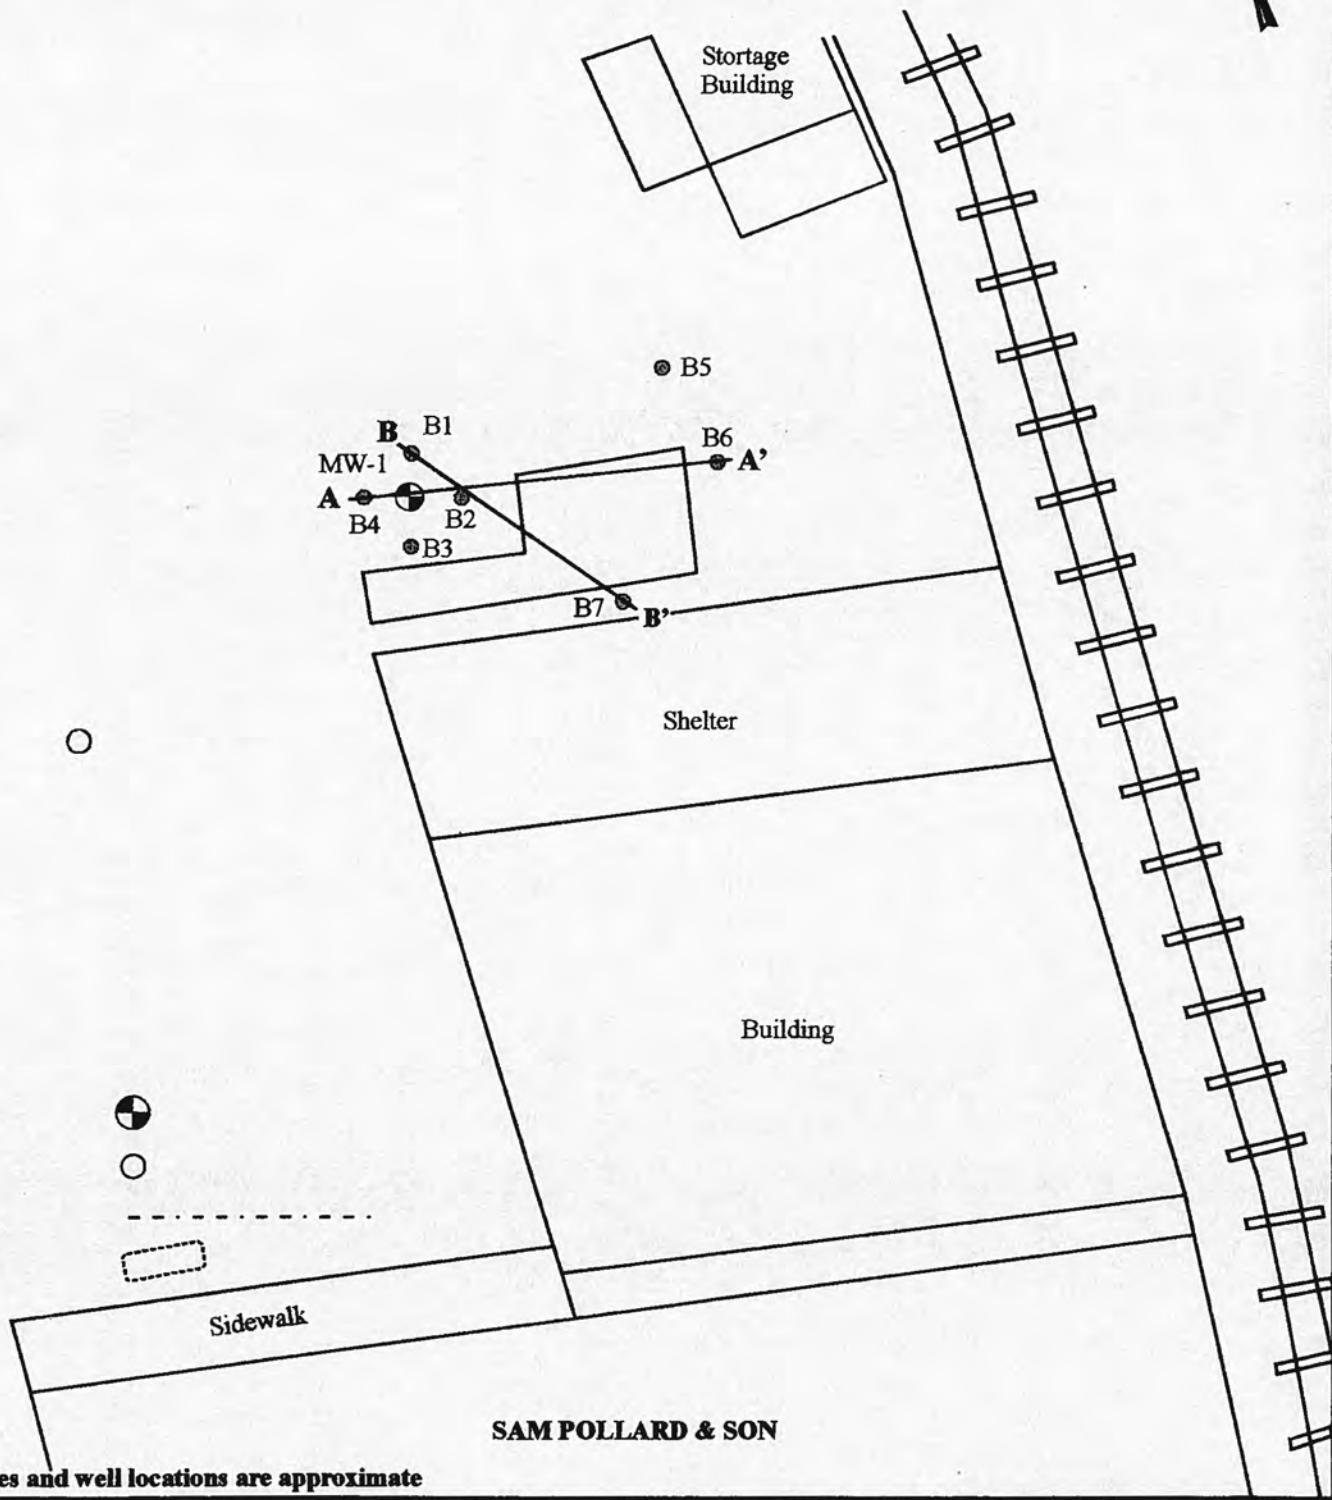 Stortage
Building
B5
B B1
B6
MW-1
A'
A
B4
B2
B3
B7
B'
Shelter
Building
Sidewalk
SAM POLLARD & SON
es and well locations are approximate